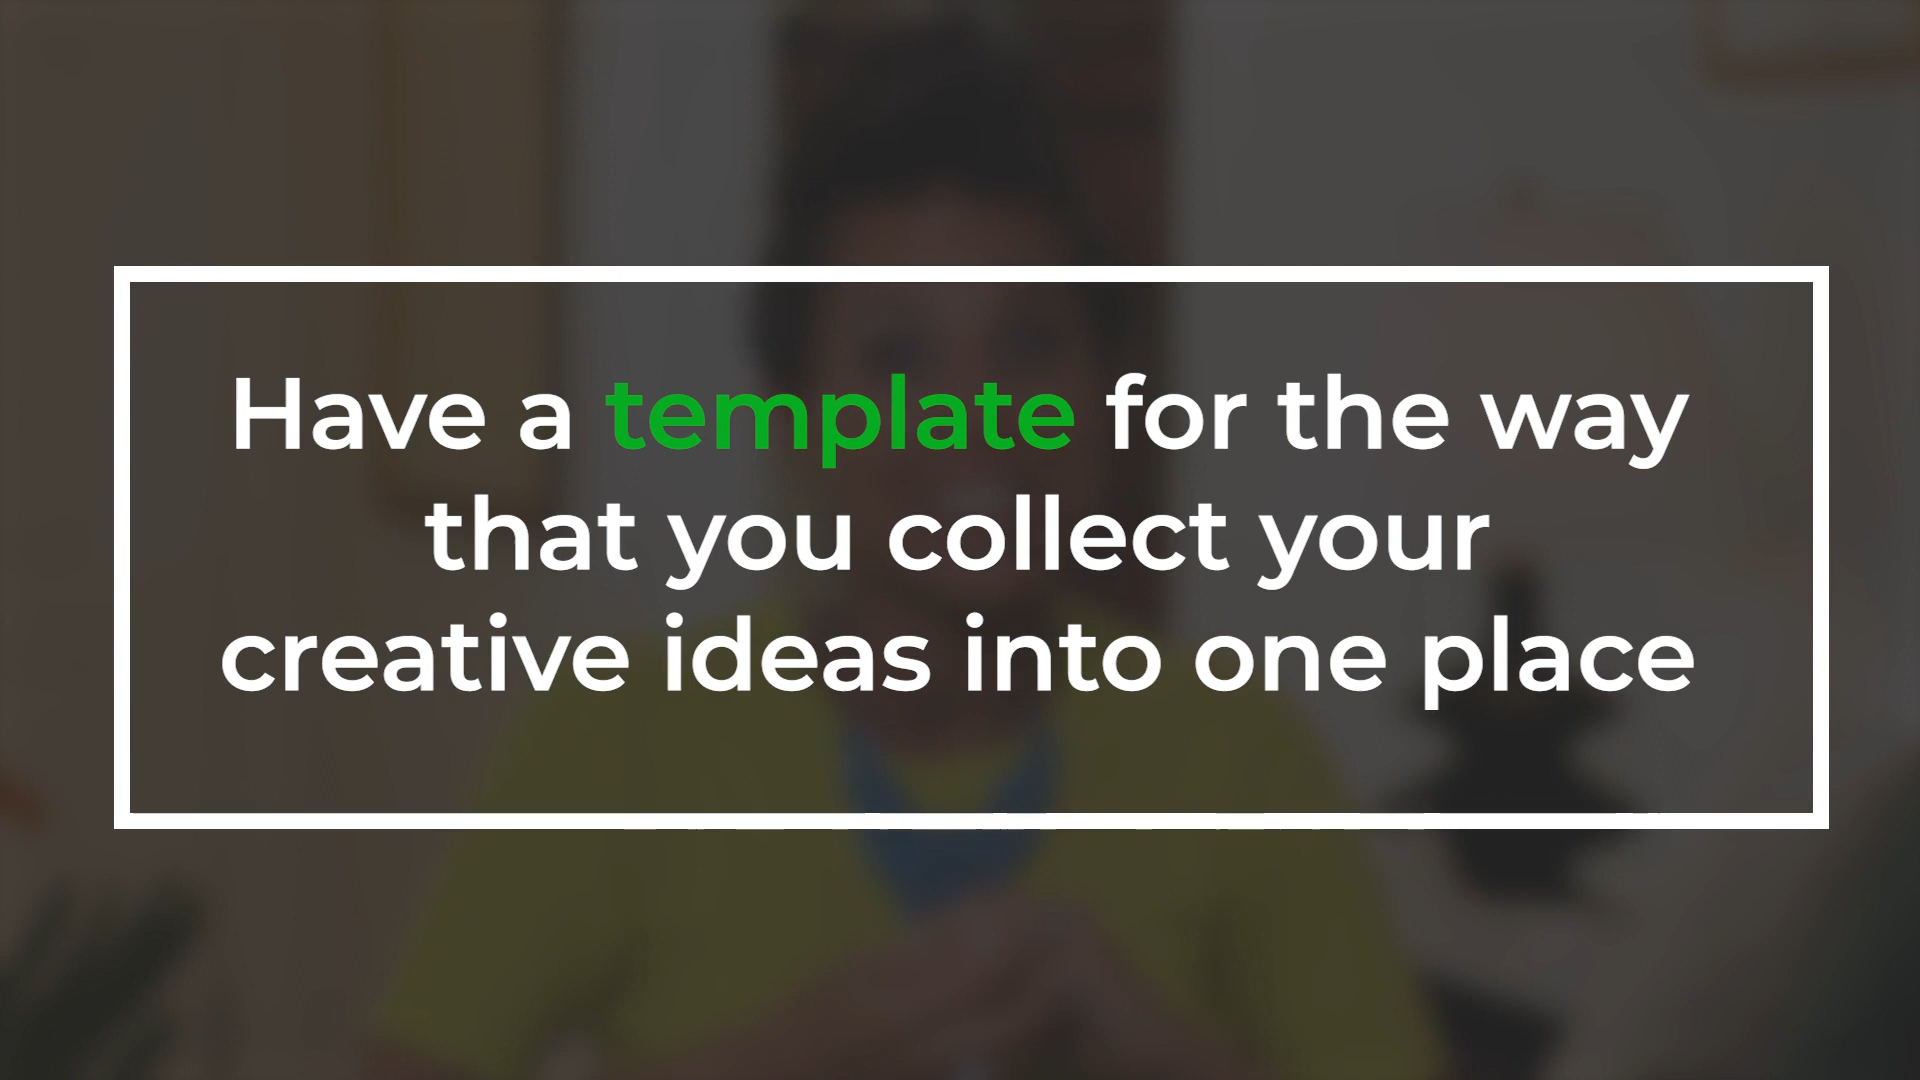 Have a template for the way
that you collect your
creative ideas into one place